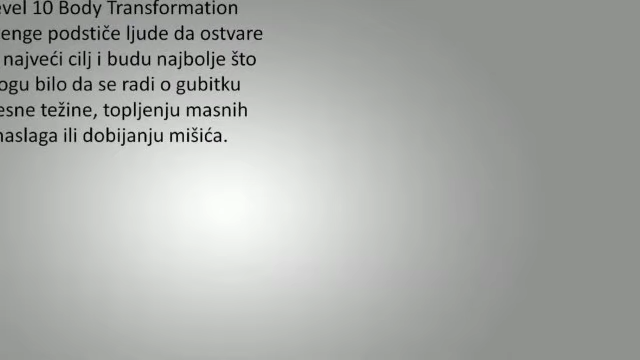 evel 10 Body Transformation
enge podstiče ljude da ostvare
najveći cilj i budu najbolje što
ogu bilo da se radi o gubitku
esne težine, topljenju masnih
naslaga ili dobijanju mišića.